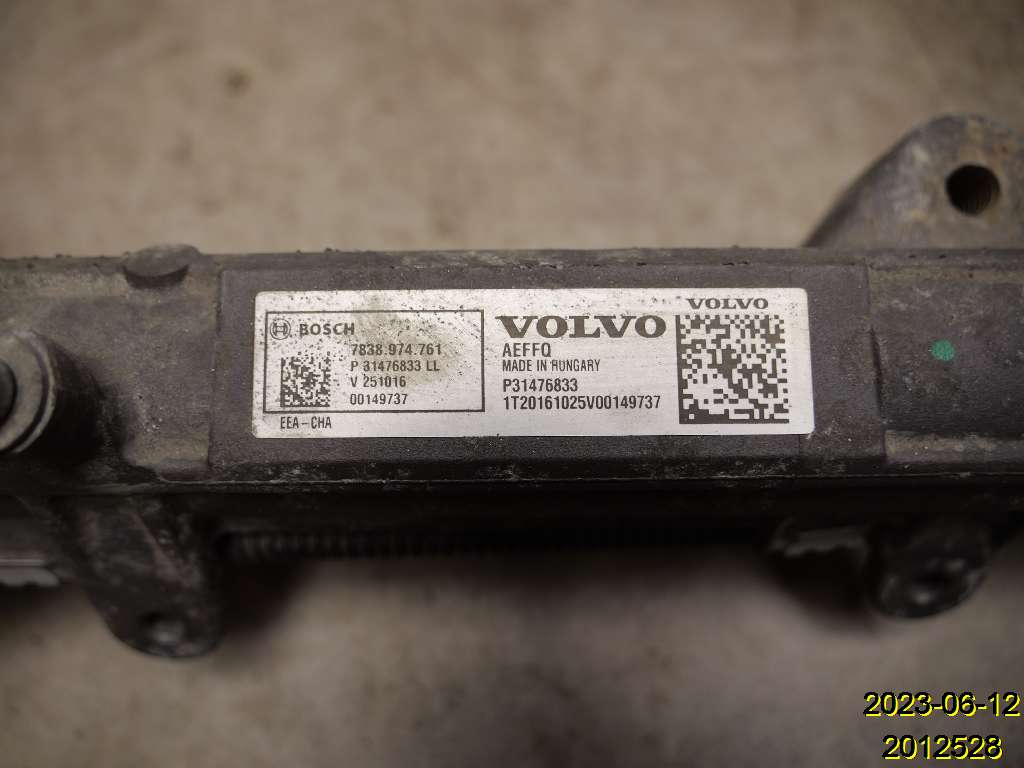 BOSCH
7838.974.761
P 31476833 LL
V 251016
00149737
EEA-CHA
VOLVO
AEFFQ
MADE IN HUNGARY
P31476833
1T20161025V00149737
VOLVO
2023-06-12
2012528